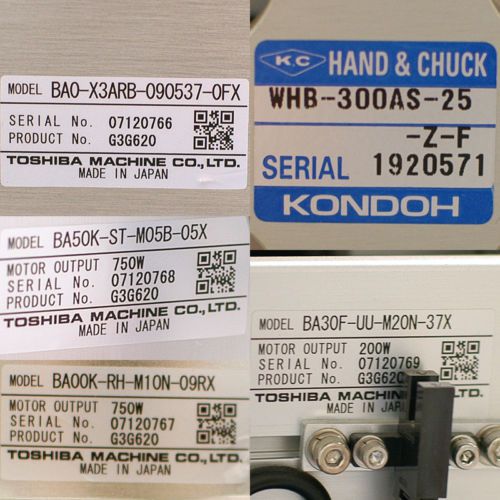 MODEL BA0-X3ARB-090537-0FX
SERIAL No. 07120766
PRODUCT No. G3G620
TOSHIBA MACHINE CO.,LTD.
MADE IN JAPAN
K.C HAND & CHUCK
WHB-300AS-25
-Z-F
SERIAL 1920571
KONDOH
MODEL BA50K-ST-M05B-05X
MOTOR OUTPUT 750W
SERIAL No. 07120768
PRODUCT No. G3G620
TOSHIBA MACHINE CO.,LTD.
MADE IN JAPAN
MODEL BA30F-UU-M20N-37X
MOTOR OUTPUT 200W
SERIAL No. 07120769
PRODUCT No. G3G620
TOSHIBA MACHINE
MADE IN JAPAN
MODEL BA00K-RH-M10N-09RX
MOTOR OUTPUT 750W
SERIAL No. 07120767
PRODUCT No. G3G620
TOSHIBA MACHINE CO.,LTD.
MADE IN JAPAN